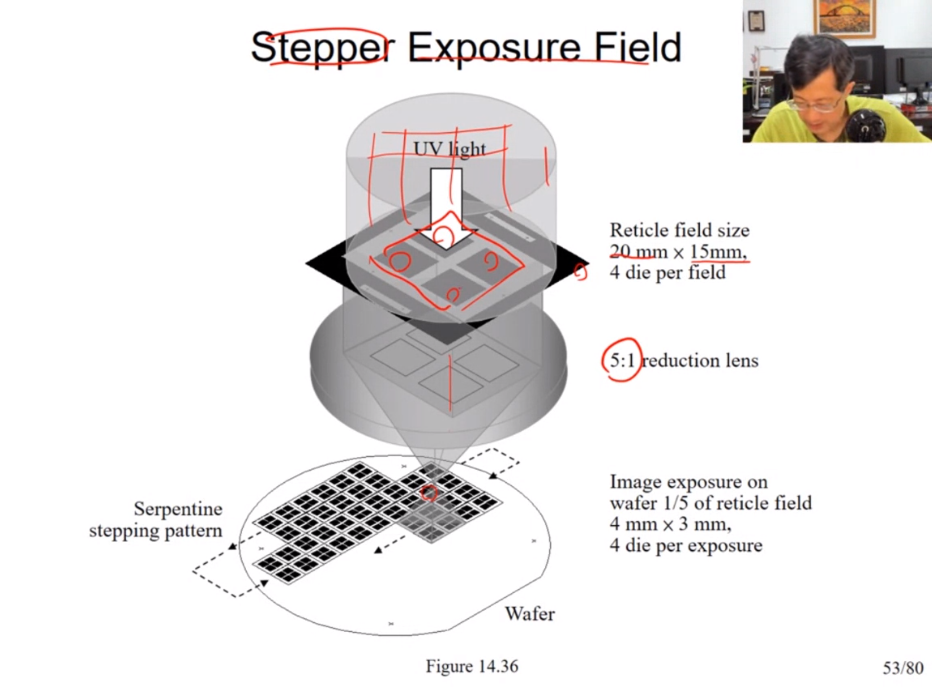 Stepper Exposure Field
UV light
Reticle field size
20 mm x 15mm,
4 die per field
5:1 reduction lens
Image exposure on
wafer 1/5 of reticle field
4 mm x 3 mm,
4 die per exposure
Serpentine
stepping pattern
Wafer
Figure 14.36
53/80